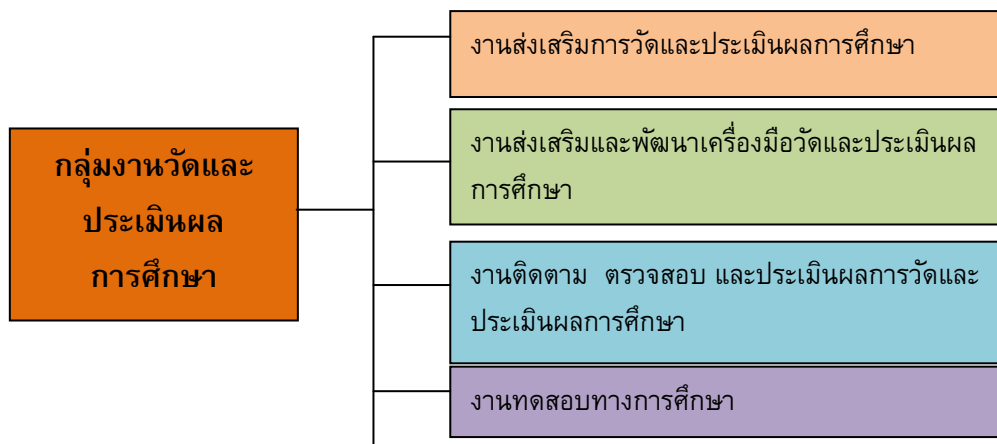 งานส่งเสริมการวัดและประเมินผลการศึกษา
งานส่งเสริมและพัฒนาเครื่องมือวัดและประเมินผล
การศึกษา
กลุ่มงานวัดและ
ประเมินผล
การศึกษา
งานติดตาม ตรวจสอบ และประเมินผลการวัดและ
ประเมินผลการศึกษา
งานทดสอบทางการศึกษา